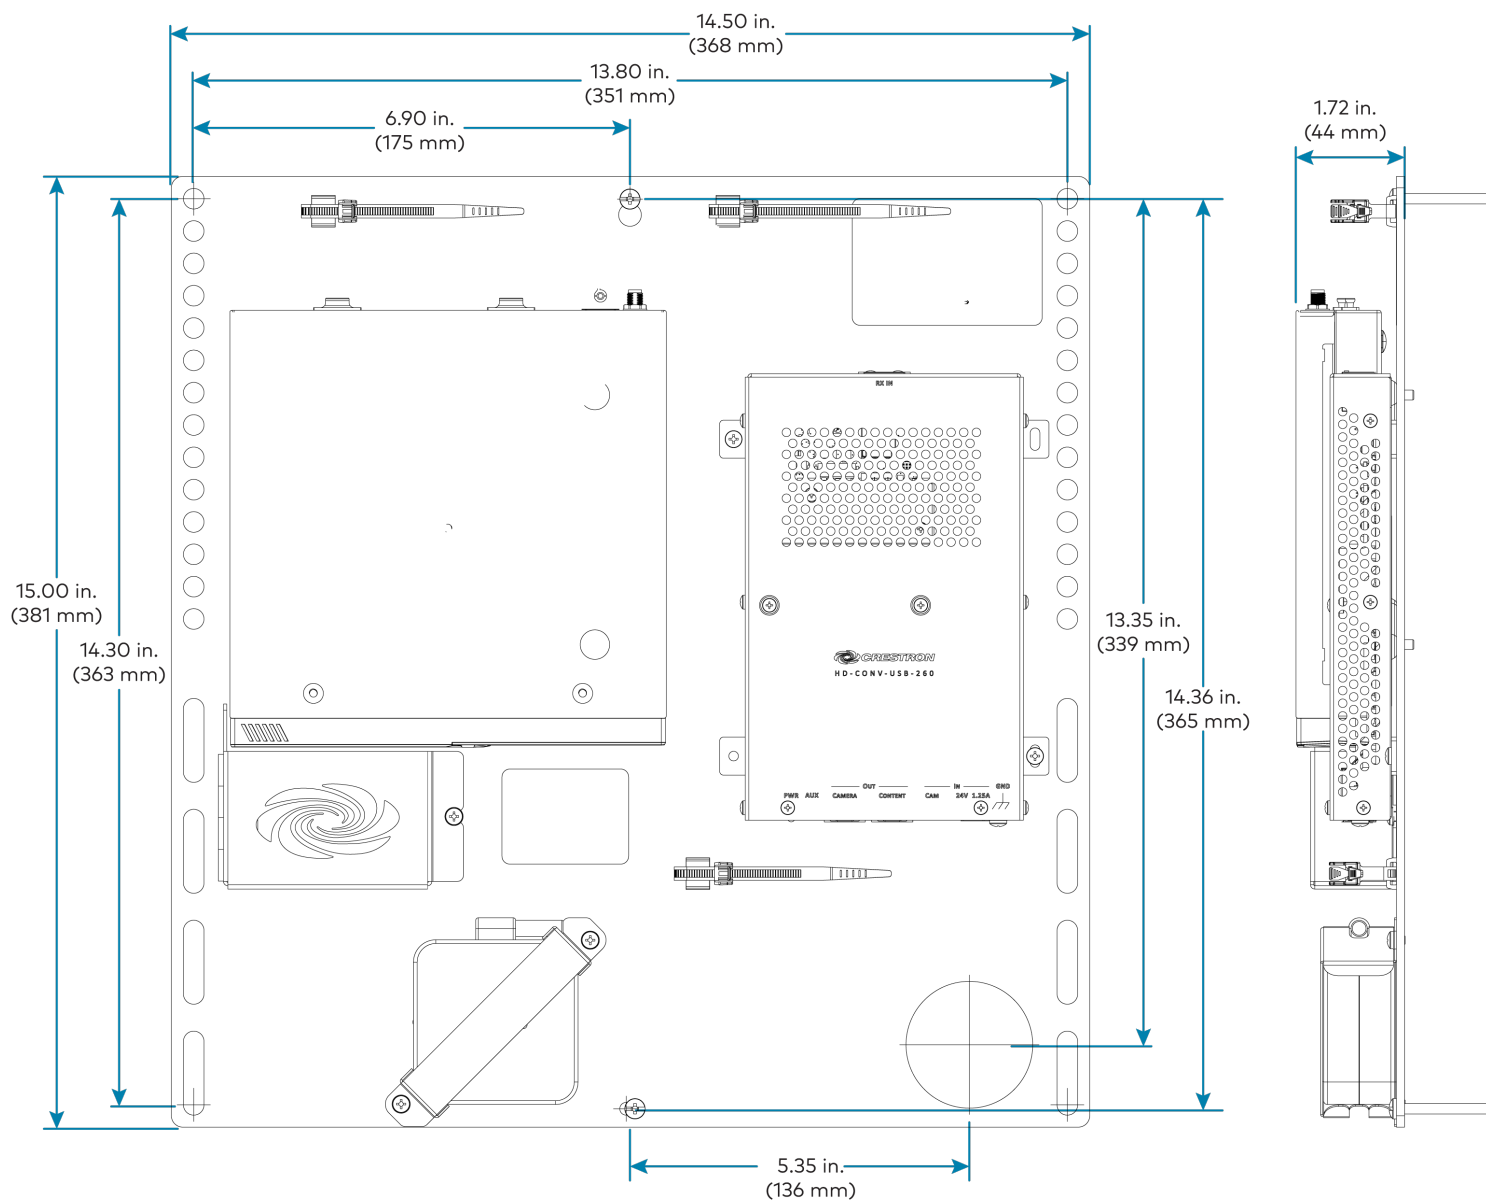 14.50 in.
(368 mm)
13.80 in.
(351 mm)
6.90 in.
(175 mm)
1.72 in.
(44 mm)
RX IN
15.00 in.
(381 mm)
14.30 in.
(363 mm)
13.35 in.
(339 mm)
14.36 in.
(365 mm)
CRESTRON
HD-CONV-USB-260
OUT IN GND
PWR AUX CAMERA CONTENT CAM 24V 1.25A
5.35 in.
(136 mm)